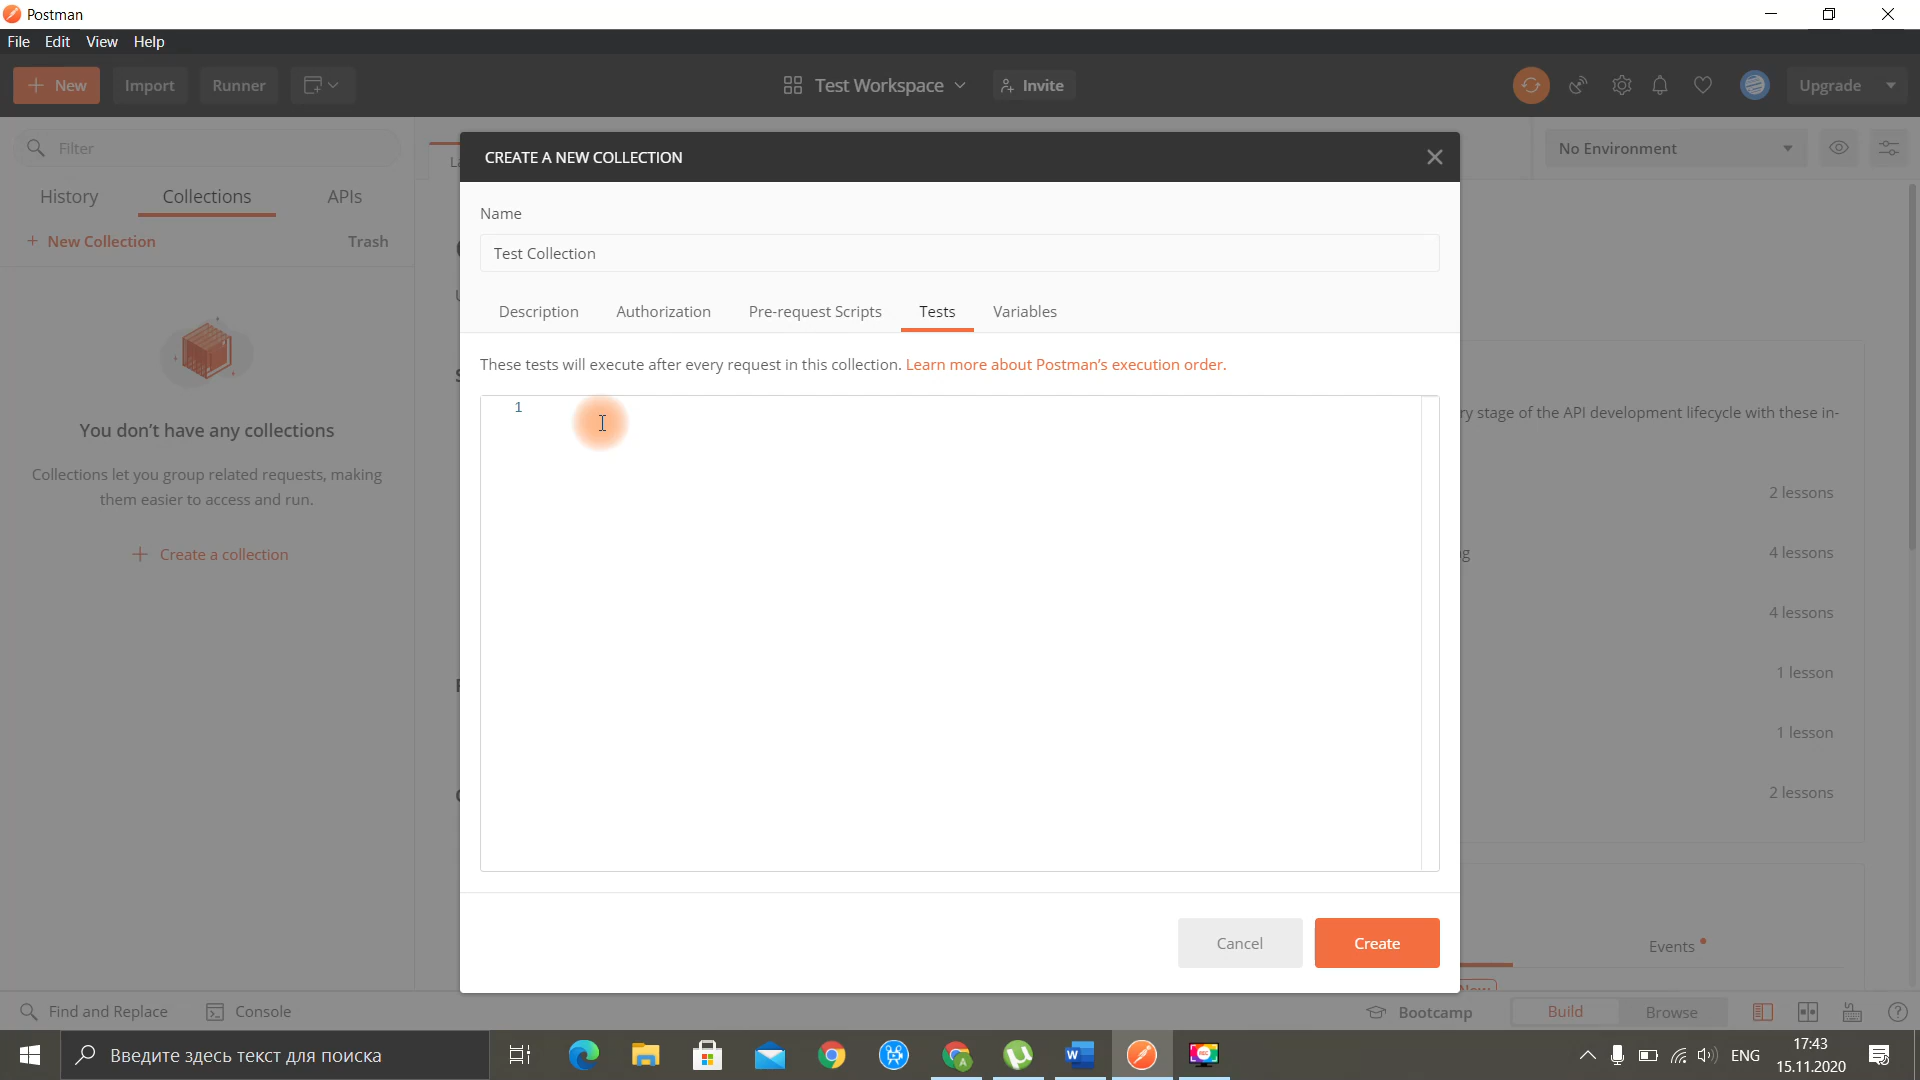 Postman
File Edit View Help
New Import Runner Test Workspace Invite Upgrade
Filter
No Environment
History Collections APIs
+ New Collection Trash
You don't have any collections
Collections let you group related requests, making
them easier to access and run.
+ Create a collection
CREATE A NEW COLLECTION
Name
Test Collection
Description Authorization Pre-request Scripts Tests Variables
These tests will execute after every request in this collection. Learn more about Postman's execution order.
1
Cancel Create
ry stage of the API development lifecycle with these in-
2 lessons
4 lessons
4 lessons
1 lesson
1 lesson
2 lessons
Events
Find and Replace Console Bootcamp Build Browse
Введите здесь текст для поиска
ENG
17:43
15.11.2020